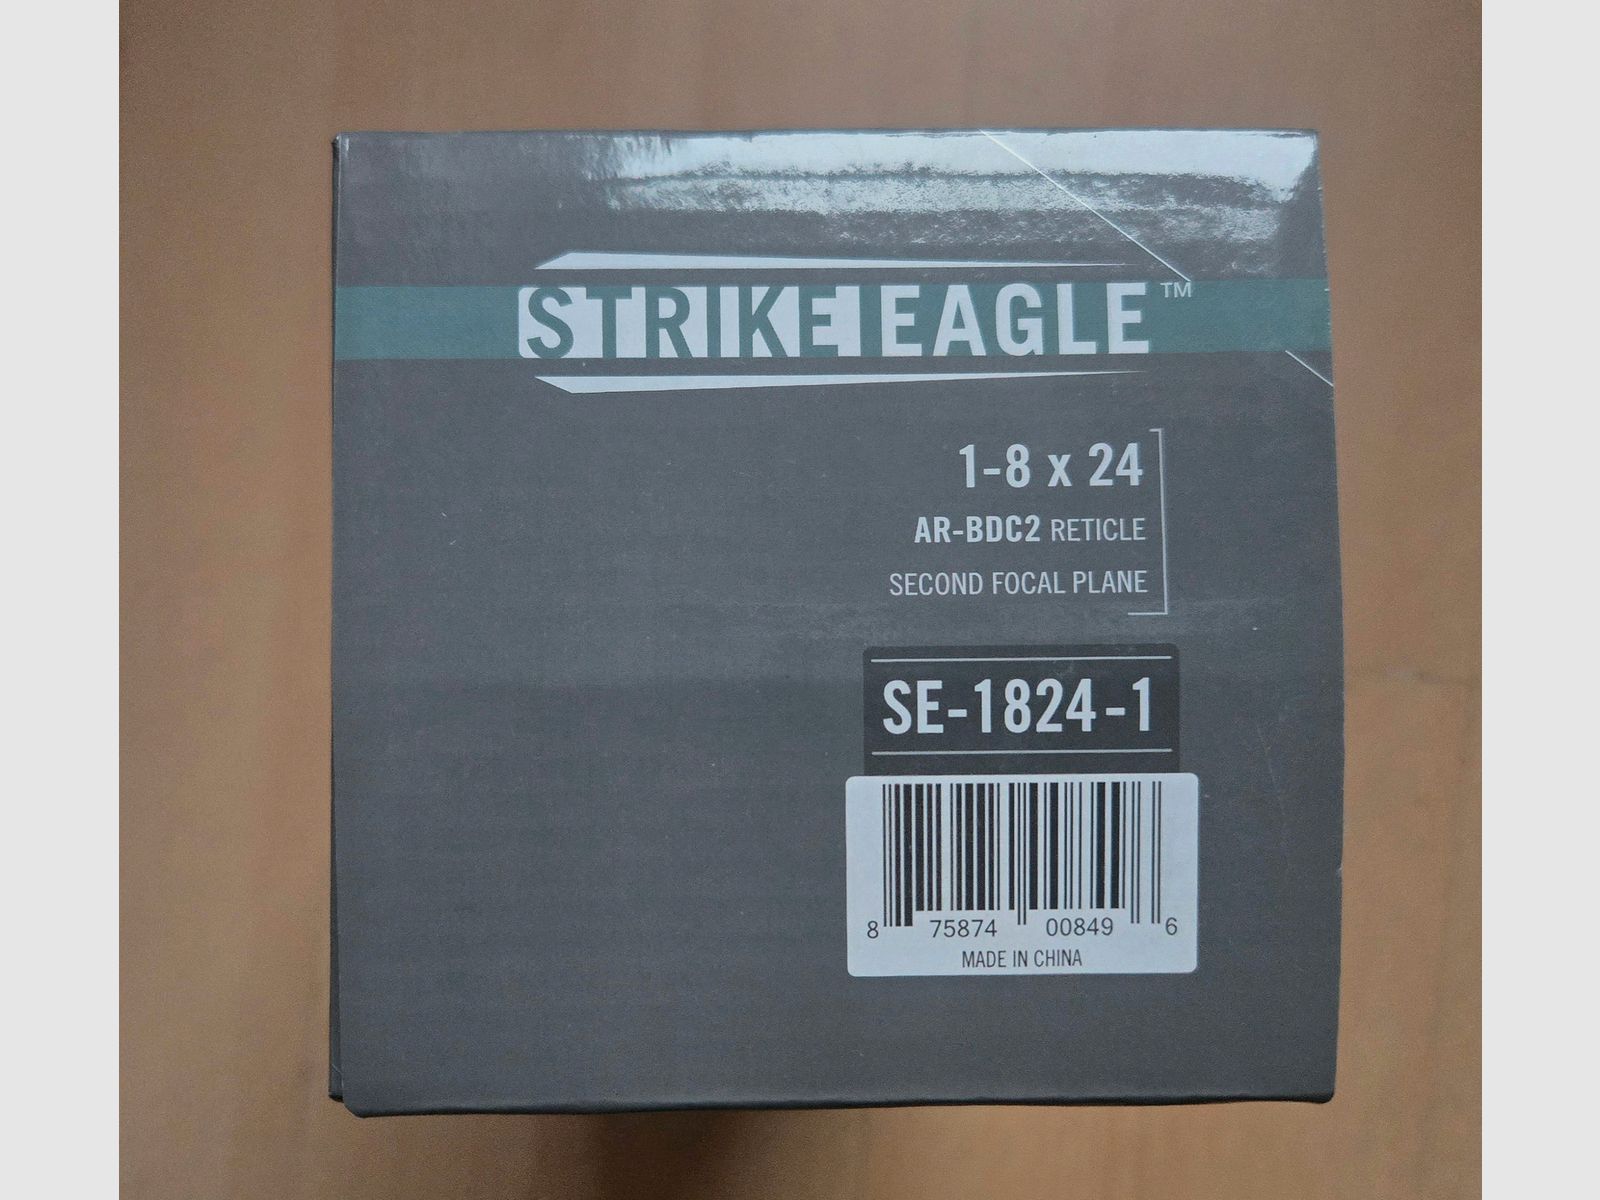 STRIKE EAGLE™
1-8 x 24
AR-BDC2 RETICLE
SECOND FOCAL PLANE
SE-1824-1
8 75874 00849 6
MADE IN CHINA